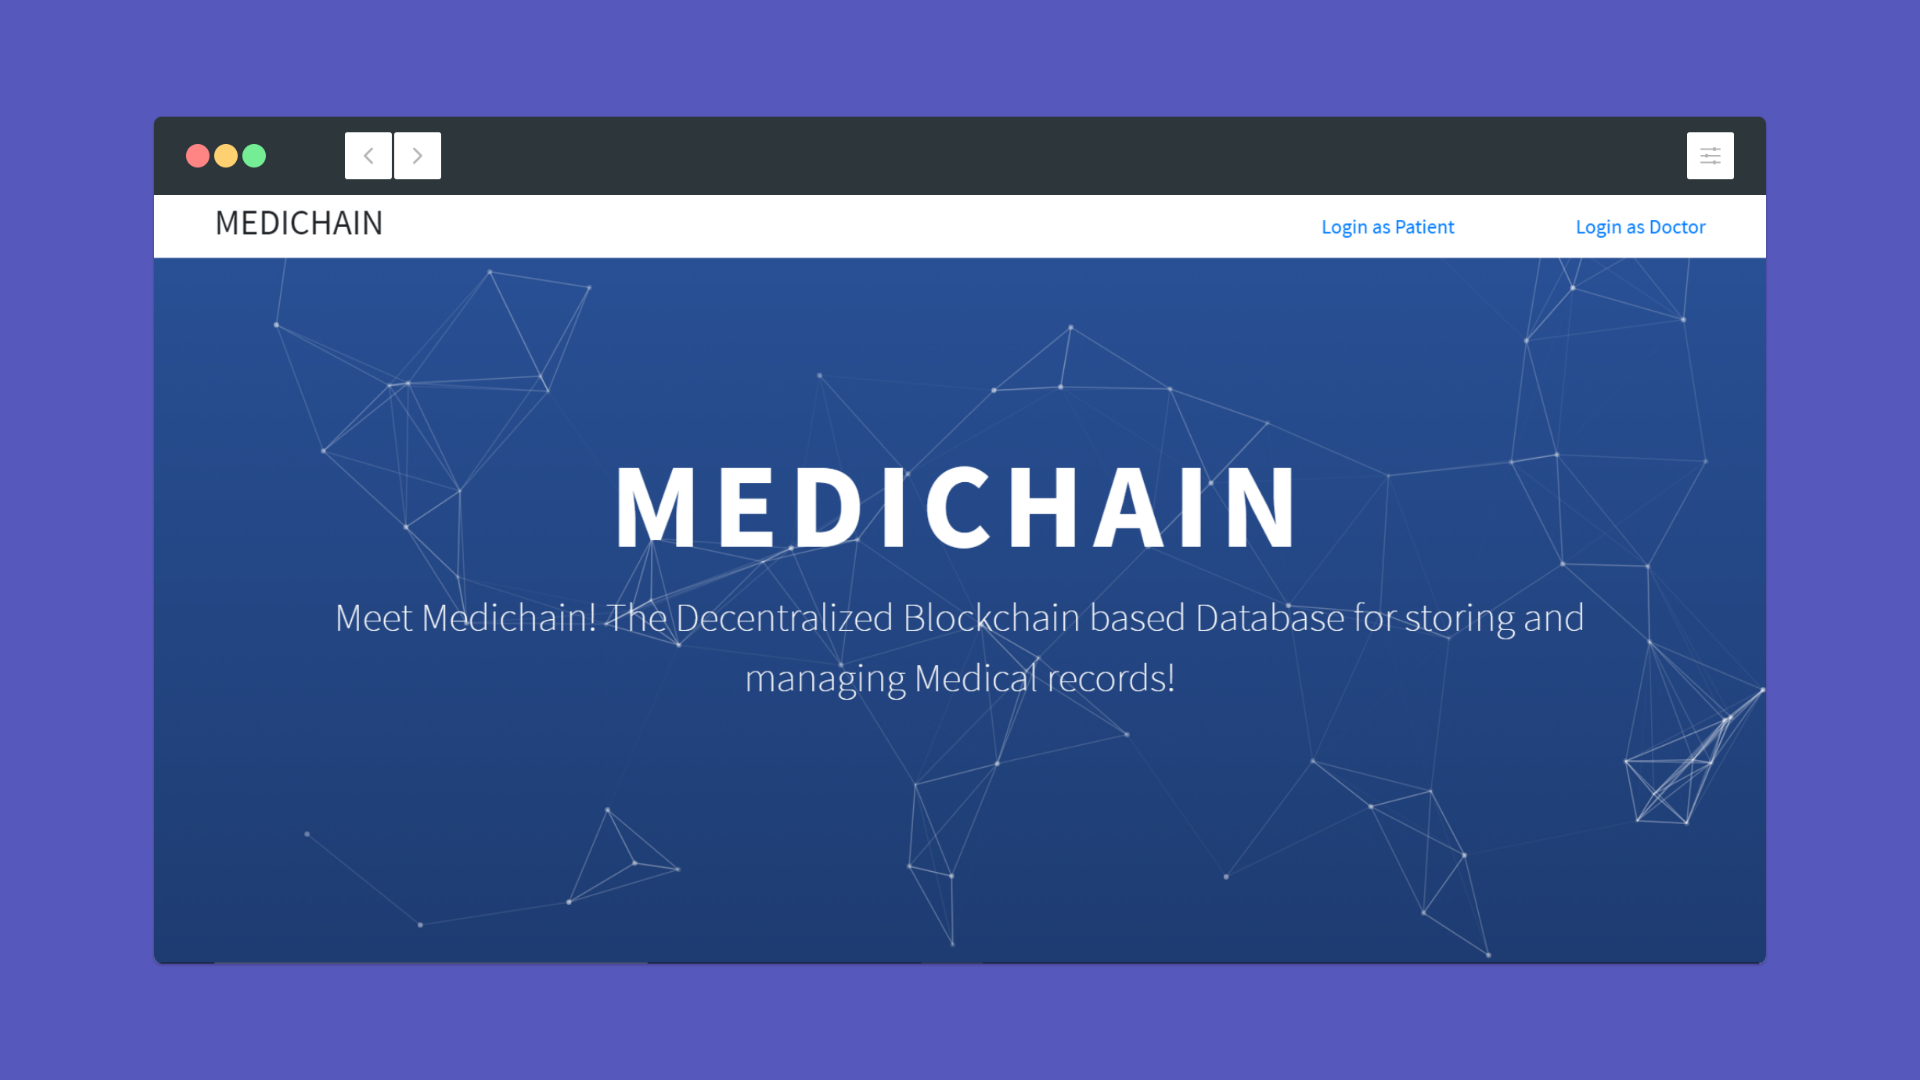 MEDICHAIN
Login as Patient
Login as Doctor
MEDICHAIN
Meet Medichain! The Decentralized Blockchain based Database for storing and
managing Medical records!